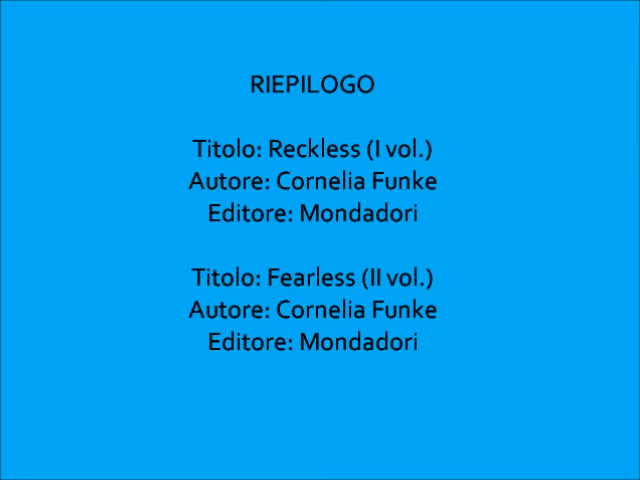 RIEPILOGO
Titolo: Reckless (I vol.)
Autore: Cornelia Funke
Editore: Mondadori
Titolo: Fearless (II vol.)
Autore: Cornelia Funke
Editore: Mondadori